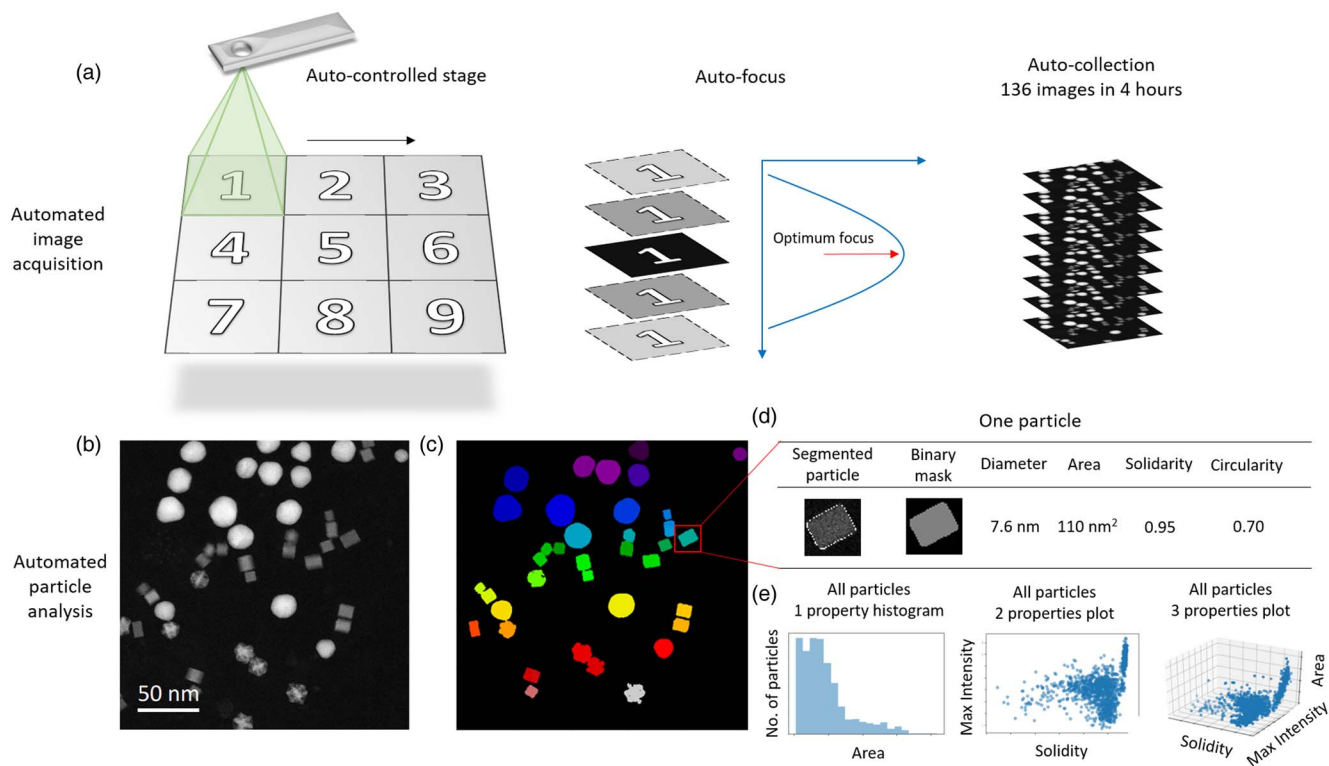 (a)
Auto-controlled stage
Auto-focus
Auto-collection
136 images in 4 hours
Automated
image
acquisition
1 2 3
4 5 6
7 8 9
1
1
1
1
1
Optimum focus
(b)
(c)
(d)
One particle
Segmented
particle
Binary
mask
Diameter
Area
Solidarity
Circularity
7.6 nm
110 nm²
0.95
0.70
Automated
particle
analysis
50 nm
(e)
All particles
1 property histogram
No. of particles
Area
All particles
2 properties plot
Max Intensity
Solidity
All particles
3 properties plot
Area
Solidity
Max Intensity